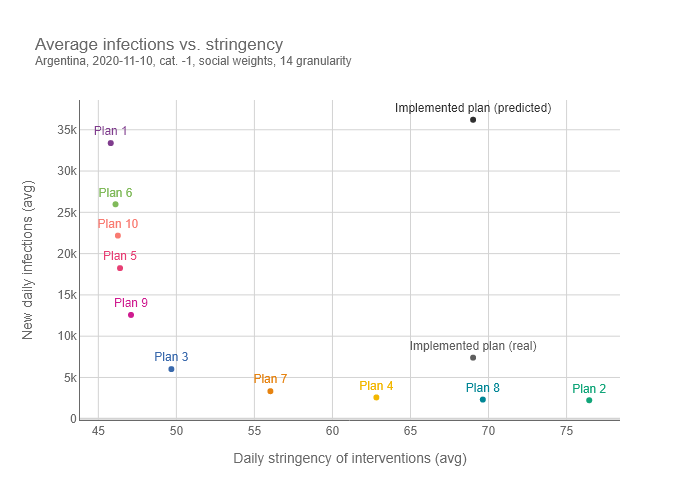 Average infections vs. stringency
Argentina, 2020-11-10, cat. -1, social weights, 14 granularity
Implemented plan (predicted)
Plan 1
35k
30k
Plan 6
25k
Plan 10
20k
Plan 5
15k
Plan 9
10k
Implemented plan (real)
Plan 3
5k
Plan 7
Plan 4
Plan 8
Plan 2
0
45
50
55
60
65
70
75
New daily infections (avg)
Daily stringency of interventions (avg)